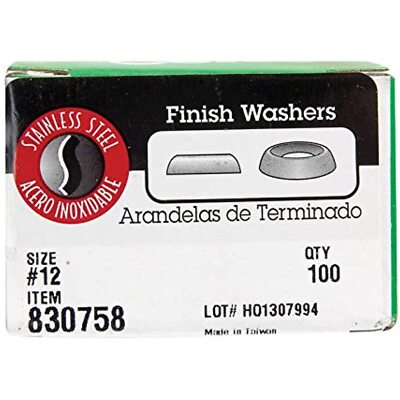 STAINLESS STEEL
ACERO INOXIDABLE
Finish Washers
Arandelas de Terminado
SIZE
#12
QTY
100
ITEM
830758
LOT# HO1307994
Made in Taiwan